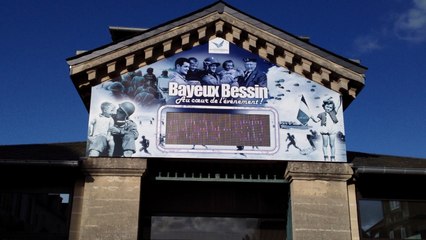 Bayeux Bessin
Au cœur de l'événement !